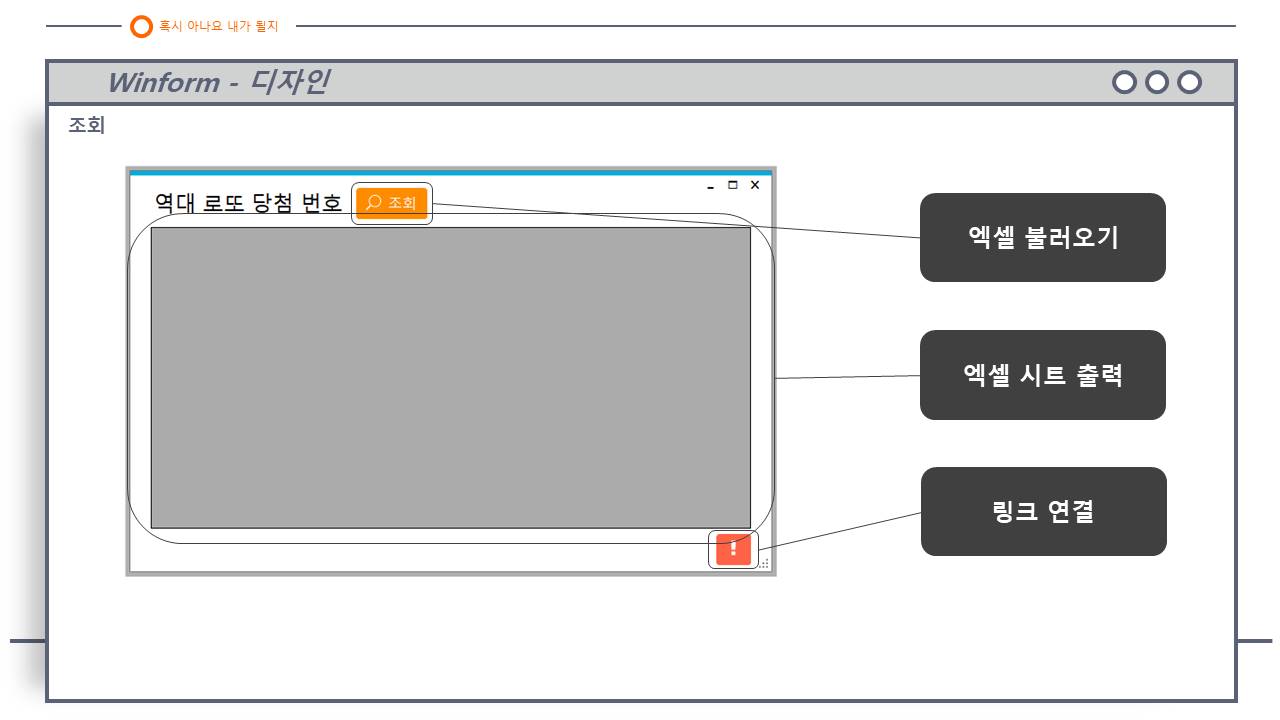 혹시 아나요 내가 될지
Winform - 디자인
조회
역대 로또 당첨 번호
조회
엑셀 불러오기
엑셀 시트 출력
!
링크 연결